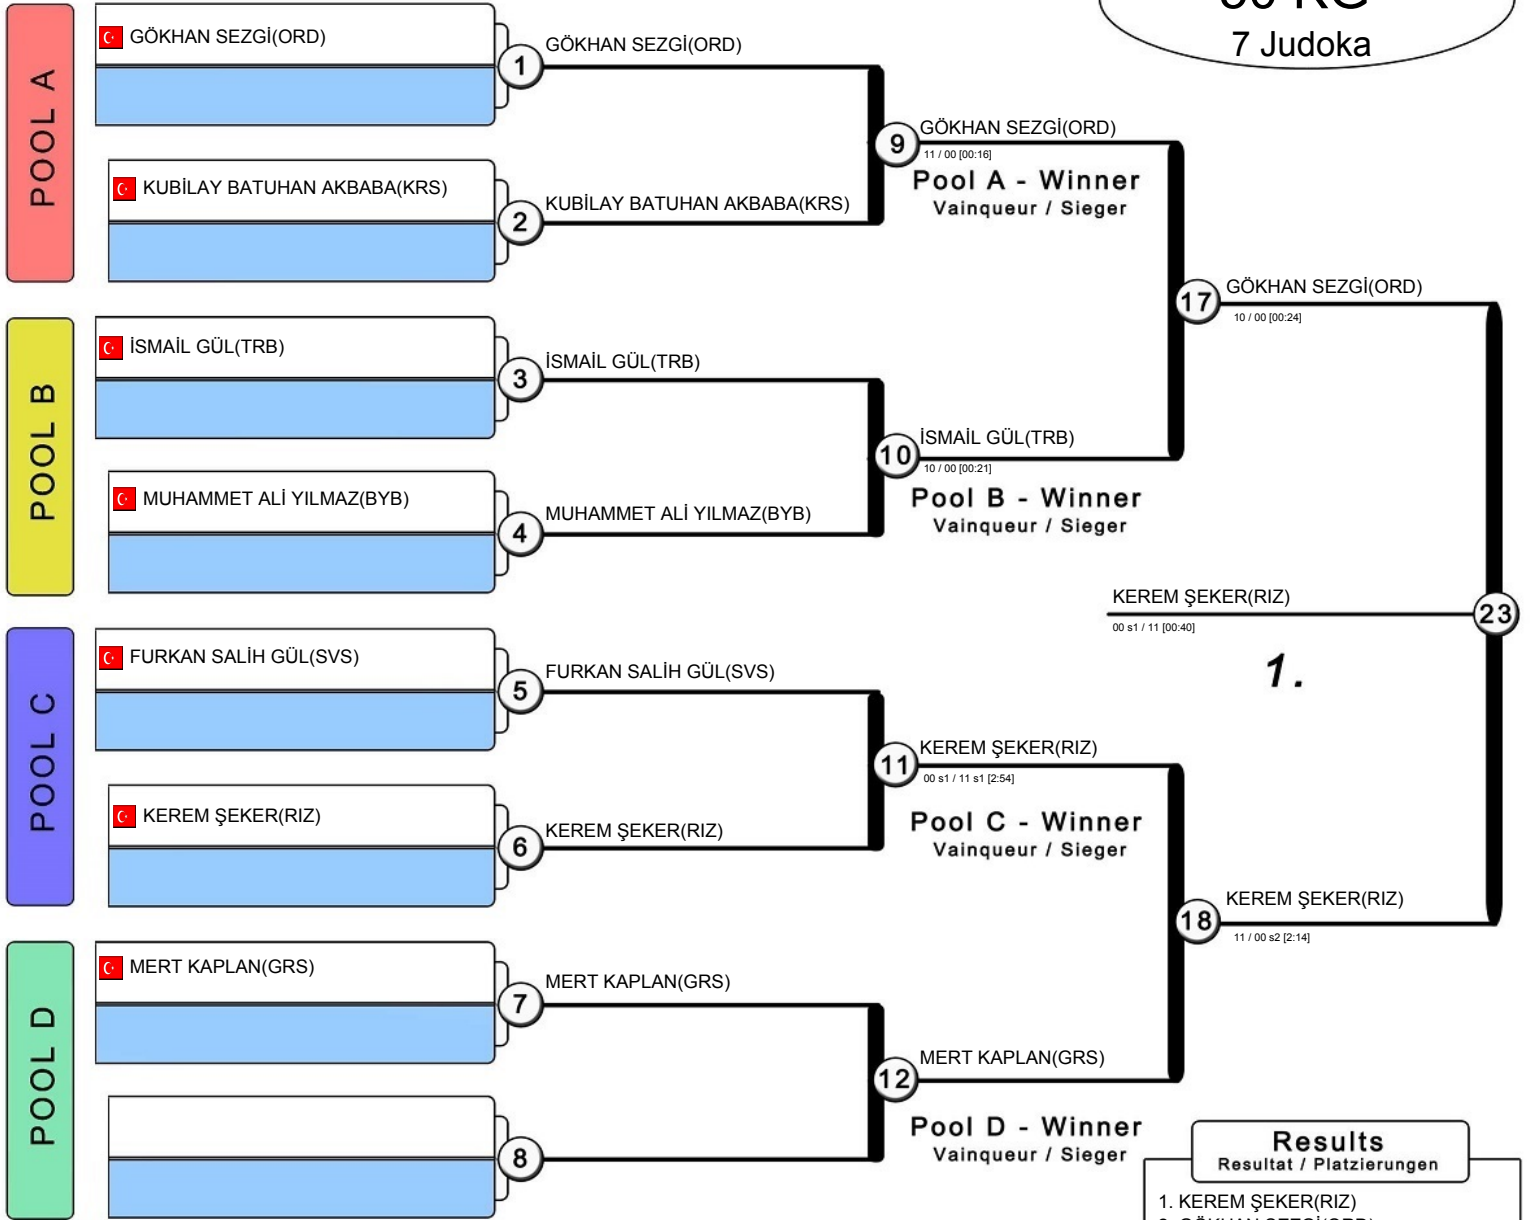 7 Judoka
POOL A
GÖKHAN SEZGİ(ORD)
1
GÖKHAN SEZGİ(ORD)
KUBİLAY BATUHAN AKBABA(KRS)
2
KUBİLAY BATUHAN AKBABA(KRS)
9
GÖKHAN SEZGİ(ORD)
11 / 00 [00:16]
Pool A - Winner
Vainqueur / Sieger
POOL B
İSMAİL GÜL(TRB)
3
İSMAİL GÜL(TRB)
MUHAMMET ALİ YILMAZ(BYB)
4
MUHAMMET ALİ YILMAZ(BYB)
10
İSMAİL GÜL(TRB)
10 / 00 [00:21]
Pool B - Winner
Vainqueur / Sieger
17
GÖKHAN SEZGİ(ORD)
10 / 00 [00:24]
POOL C
FURKAN SALİH GÜL(SVS)
5
FURKAN SALİH GÜL(SVS)
KEREM ŞEKER(RIZ)
6
KEREM ŞEKER(RIZ)
11
KEREM ŞEKER(RIZ)
00 s1 / 11 s1 [2:54]
Pool C - Winner
Vainqueur / Sieger
POOL D
MERT KAPLAN(GRS)
7
MERT KAPLAN(GRS)
8
12
MERT KAPLAN(GRS)
Pool D - Winner
Vainqueur / Sieger
18
KEREM ŞEKER(RIZ)
11 / 00 s2 [2:14]
23
KEREM ŞEKER(RIZ)
00 s1 / 11 [00:40]
1.
Results
Resultat / Platzierungen
1. KEREM ŞEKER(RIZ)